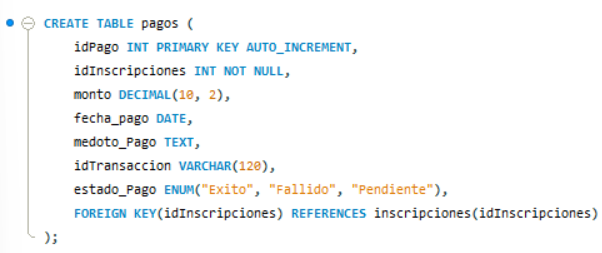 CREATE TABLE pagos (
idPago INT PRIMARY KEY AUTO_INCREMENT,
idInscripciones INT NOT NULL,
monto DECIMAL(10, 2),
fecha_pago DATE,
medoto_Pago TEXT,
idTransaccion VARCHAR(120),
estado_Pago ENUM("Exito", "Fallido", "Pendiente"),
FOREIGN KEY(idInscripciones) REFERENCES inscripciones(idInscripciones)
);